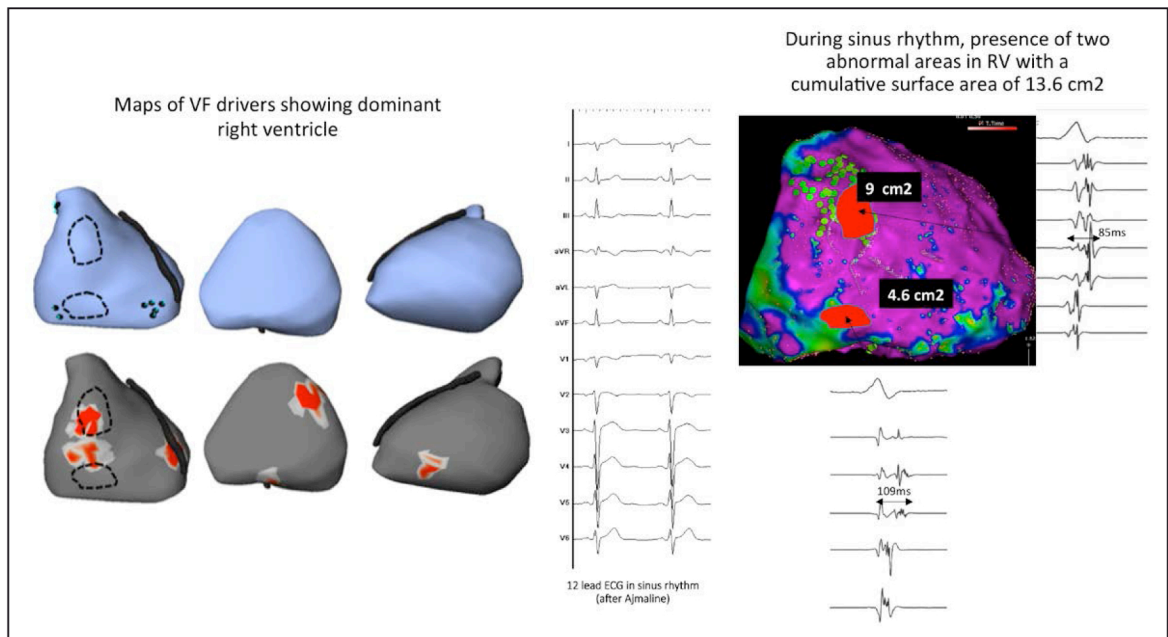 Maps of VF drivers showing dominant
right ventricle
I
II
III
aVR
aVL
aVF
V1
V2
V3
V4
V5
V6
12 lead ECG in sinus rhythm
(after Ajmaline)
During sinus rhythm, presence of two
abnormal areas in RV with a
cumulative surface area of 13.6 cm2
9 cm2
4.6 cm2
85ms
109ms